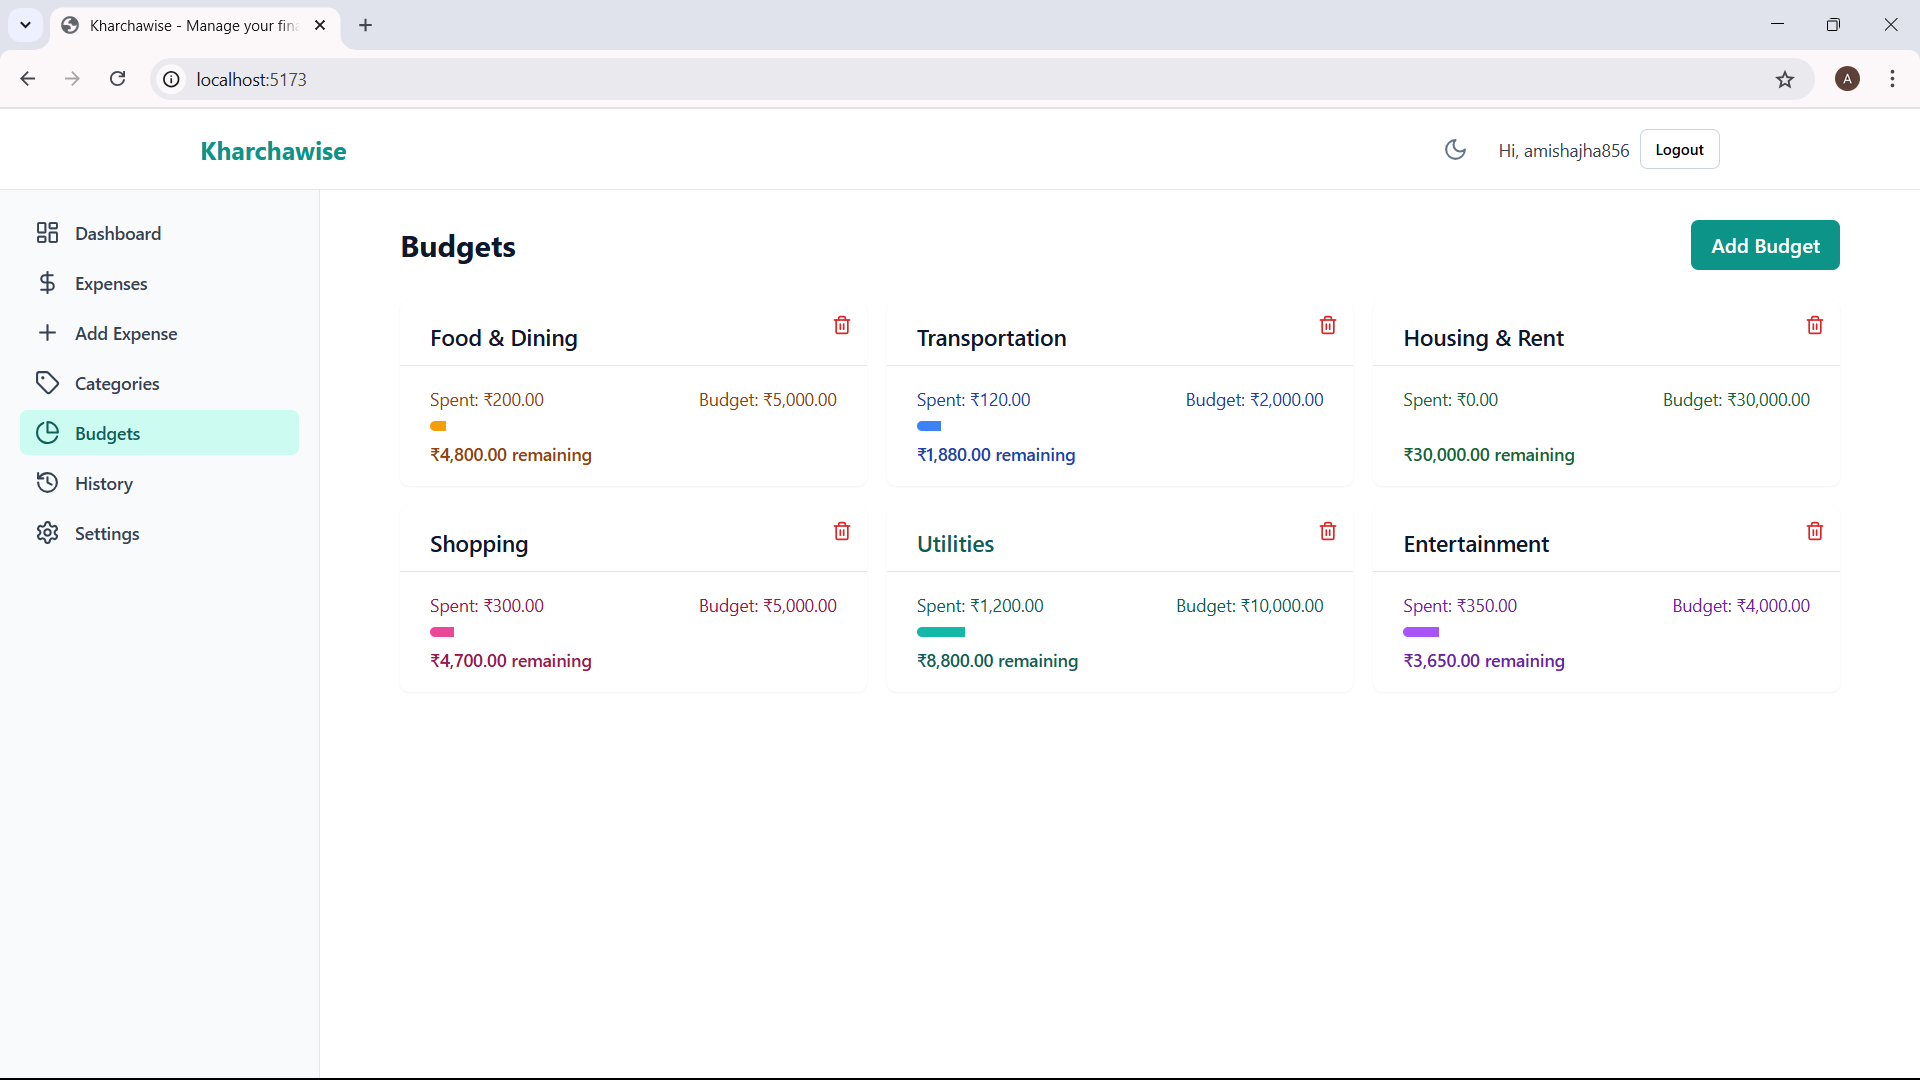 Kharchawise - Manage your fin
localhost:5173
A
Kharchawise
Hi, amishajha856
Logout
Dashboard
Expenses
Add Expense
Categories
Budgets
History
Settings
Budgets
Add Budget
Food & Dining
Spent: ₹200.00 Budget: ₹5,000.00
₹4,800.00 remaining
Transportation
Spent: ₹120.00 Budget: ₹2,000.00
₹1,880.00 remaining
Housing & Rent
Spent: ₹0.00 Budget: ₹30,000.00
₹30,000.00 remaining
Shopping
Spent: ₹300.00 Budget: ₹5,000.00
₹4,700.00 remaining
Utilities
Spent: ₹1,200.00 Budget: ₹10,000.00
₹8,800.00 remaining
Entertainment
Spent: ₹350.00 Budget: ₹4,000.00
₹3,650.00 remaining